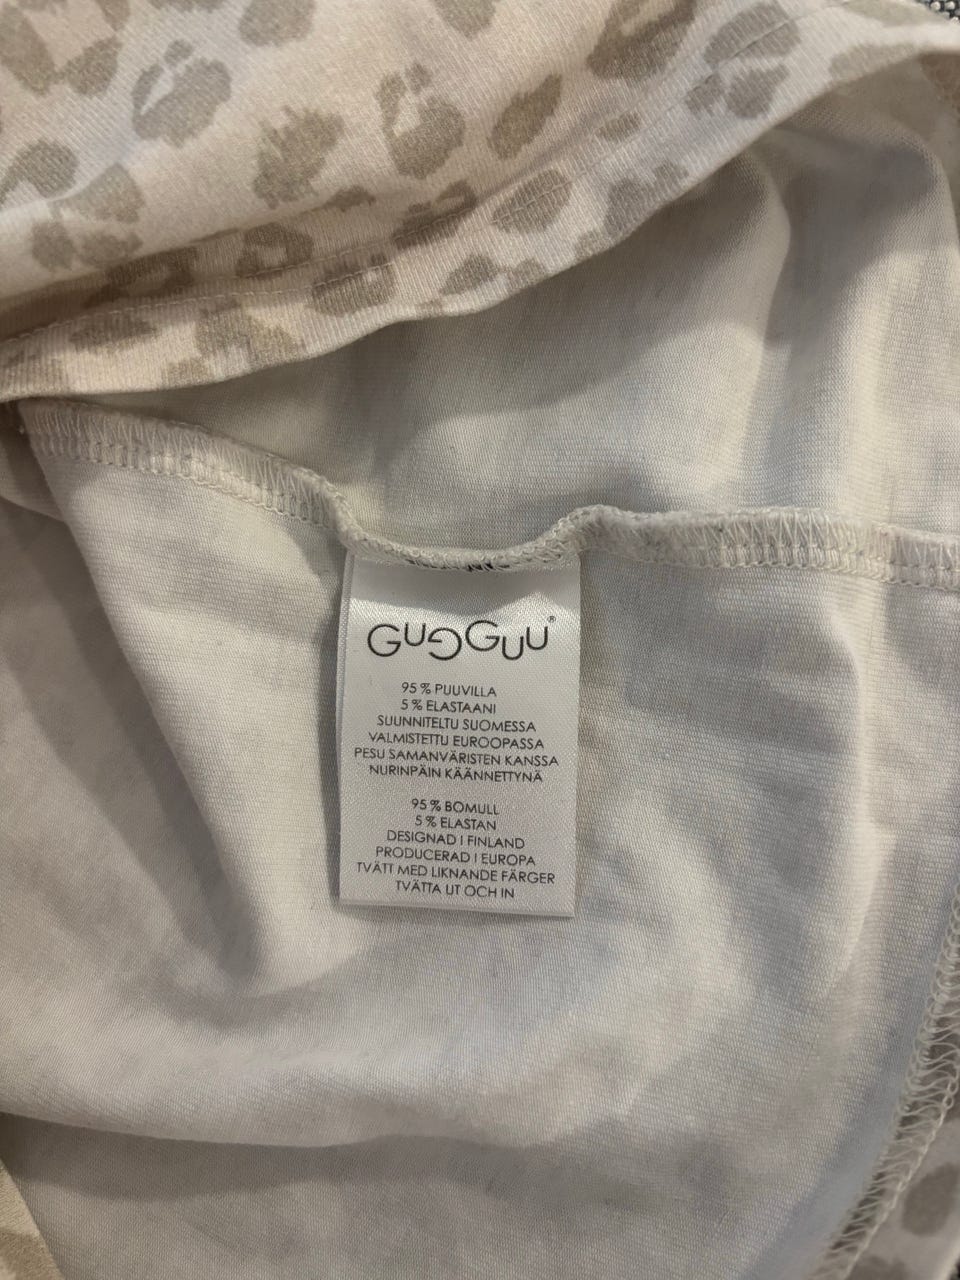 GUGGUU®
95 % PUUVILLA
5 % ELASTAANI
SUUNNITELTU SUOMESSA
VALMISTETTU EUROOPASSA
PESU SAMANVÄRISTEN KANSSA
NURINPÄIN KÄÄNNETTYNÄ
95 % BOMULL
5 % ELASTAN
DESIGNAD I FINLAND
PRODUCERAD I EUROPA
TVÄTT MED LIKNANDE FÄRGER
TVÄTTA UT OCH IN